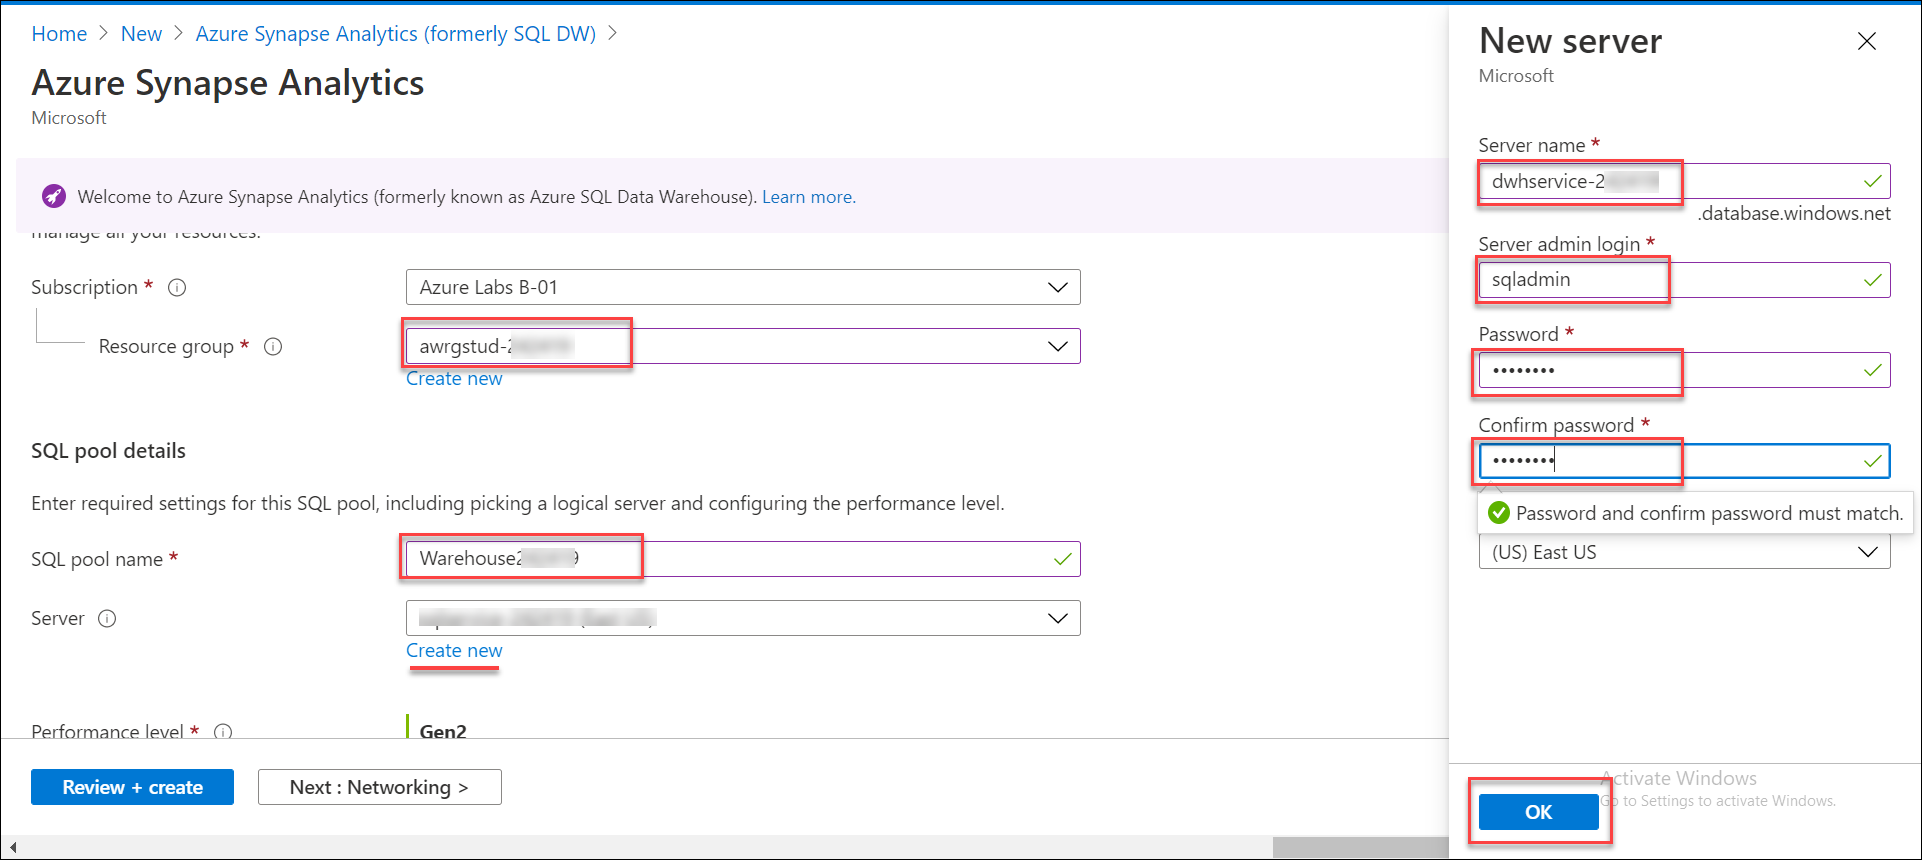 Home > New > Azure Synapse Analytics (formerly SQL DW) >
Azure Synapse Analytics
Microsoft
Welcome to Azure Synapse Analytics (formerly known as Azure SQL Data Warehouse). Learn more.
manage all your resources.
Subscription *
Azure Labs B-01
Resource group *
awrgstud-2
Create new
SQL pool details
Enter required settings for this SQL pool, including picking a logical server and configuring the performance level.
SQL pool name *
Warehouse2 9
Server
Create new
Performance level *
Gen2
Review + create
Next : Networking >
New server
Microsoft
Server name *
dwhservice-2
.database.windows.net
Server admin login *
sqladmin
Password *
••••••••
Confirm password *
••••••••
Password and confirm password must match.
(US) East US
Activate Windows
Go to Settings to activate Windows.
OK